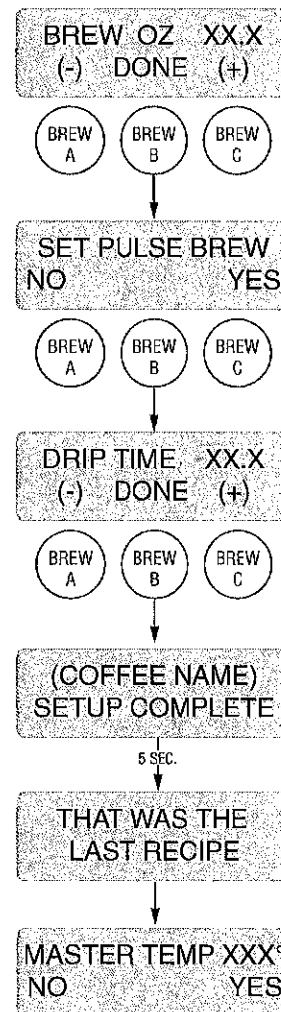 BREW OZ XX.X
(-) DONE (+)
BREW A BREW B BREW C
SET PULSE BREW
NO YES
BREW A BREW B BREW C
DRIP TIME. XX.X
(-) DONE (+)
BREW A BREW B BREW C
(COFFEE NAME)
SETUP COMPLETE
5 SEC.
THAT WAS THE
LAST RECIPE
MASTER TEMP XXX°
NO YES